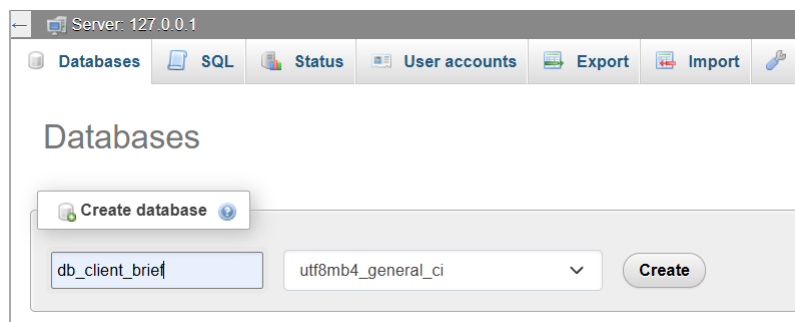 ← Server: 127.0.0.1
Databases SQL Status User accounts Export Import
Databases
Create database
db_client_brief utf8mb4_general_ci Create